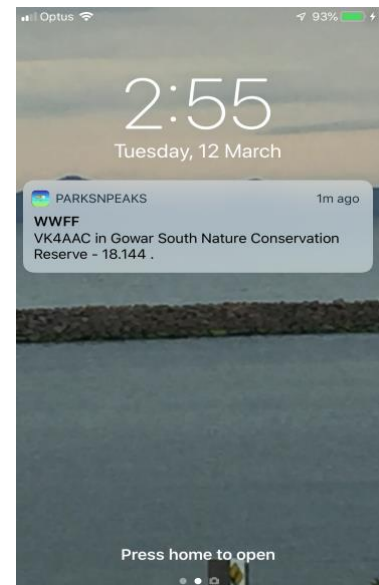 Optus 93%
2:55
Tuesday, 12 March
PARKSNPEAKS 1m ago
WWFF
VK4AAC in Gowar South Nature Conservation
Reserve - 18.144 .
Press home to open